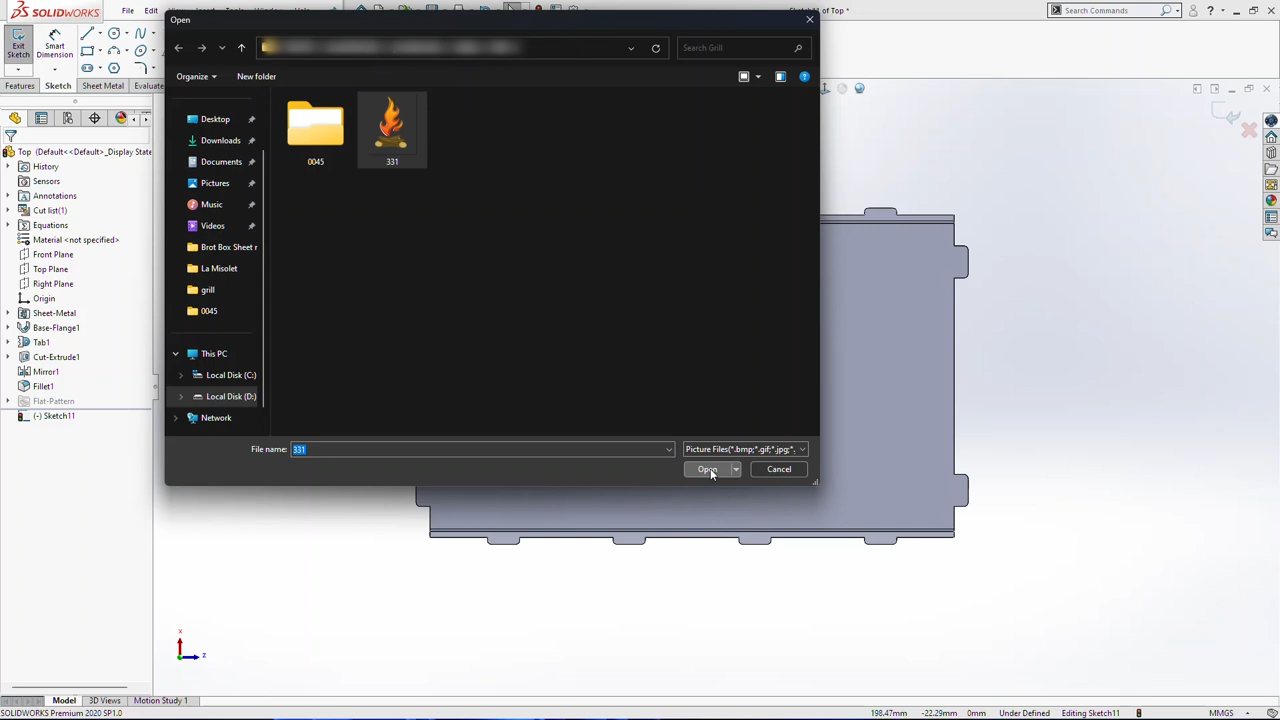 SOLIDWORKS
File
Edit
Sketch11 of Top *
Search Commands
Open
Exit Sketch
Smart Dimension
Features
Sketch
Sheet Metal
Evaluate
Search Grill
Organize
New folder
Desktop
Downloads
Documents
Pictures
Music
Videos
Brot Box Sheet r
La Misolet
grill
0045
This PC
Local Disk (C:)
Local Disk (D:)
Network
0045
331
File name:
331
Picture Files(*.bmp;*.gif;*.jpg;*.
Open
Cancel
Top (Default<<Default>_Display State
History
Sensors
Annotations
Cut list(1)
Equations
Material <not specified>
Front Plane
Top Plane
Right Plane
Origin
Sheet-Metal
Base-Flange1
Tab1
Cut-Extrude1
Mirror1
Fillet1
Flat-Pattern
(-) Sketch11
x
z
Model
3D Views
Motion Study 1
SOLIDWORKS Premium 2020 SP1.0
198.47mm
-22.29mm
0mm
Under Defined
Editing Sketch11
MMGS